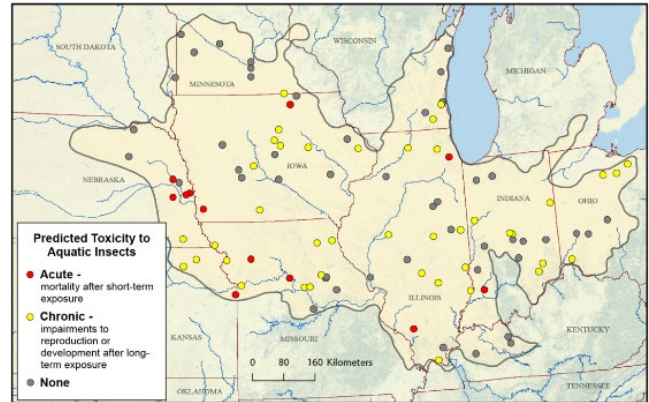 SOUTH DAKOTA
WISCONSIN
MINNESOTA
MICHIGAN
IOWA
NEBRASKA
INDIANA
OHIO
ILLINOIS
KANSAS
MISSOURI
KENTUCKY
OKLAHOMA
TENNESSEE
Predicted Toxicity to
Aquatic Insects
Acute -
mortality after short-term
exposure
Chronic -
impairments to
reproduction or
development after long-
term exposure
None
0 80 160 Kilometers